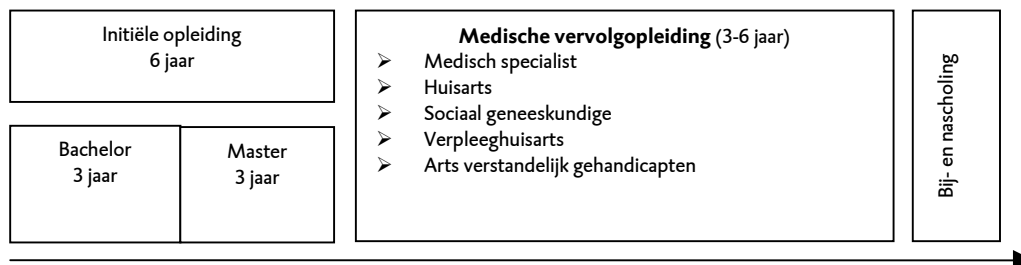 Initiële opleiding
6 jaar
Bachelor
3 jaar
Master
3 jaar
Medische vervolgopleiding (3-6 jaar)
➢ Medisch specialist
➢ Huisarts
➢ Sociaal geneeskundige
➢ Verpleeghuisarts
➢ Arts verstandelijk gehandicapten
Bij- en nascholing